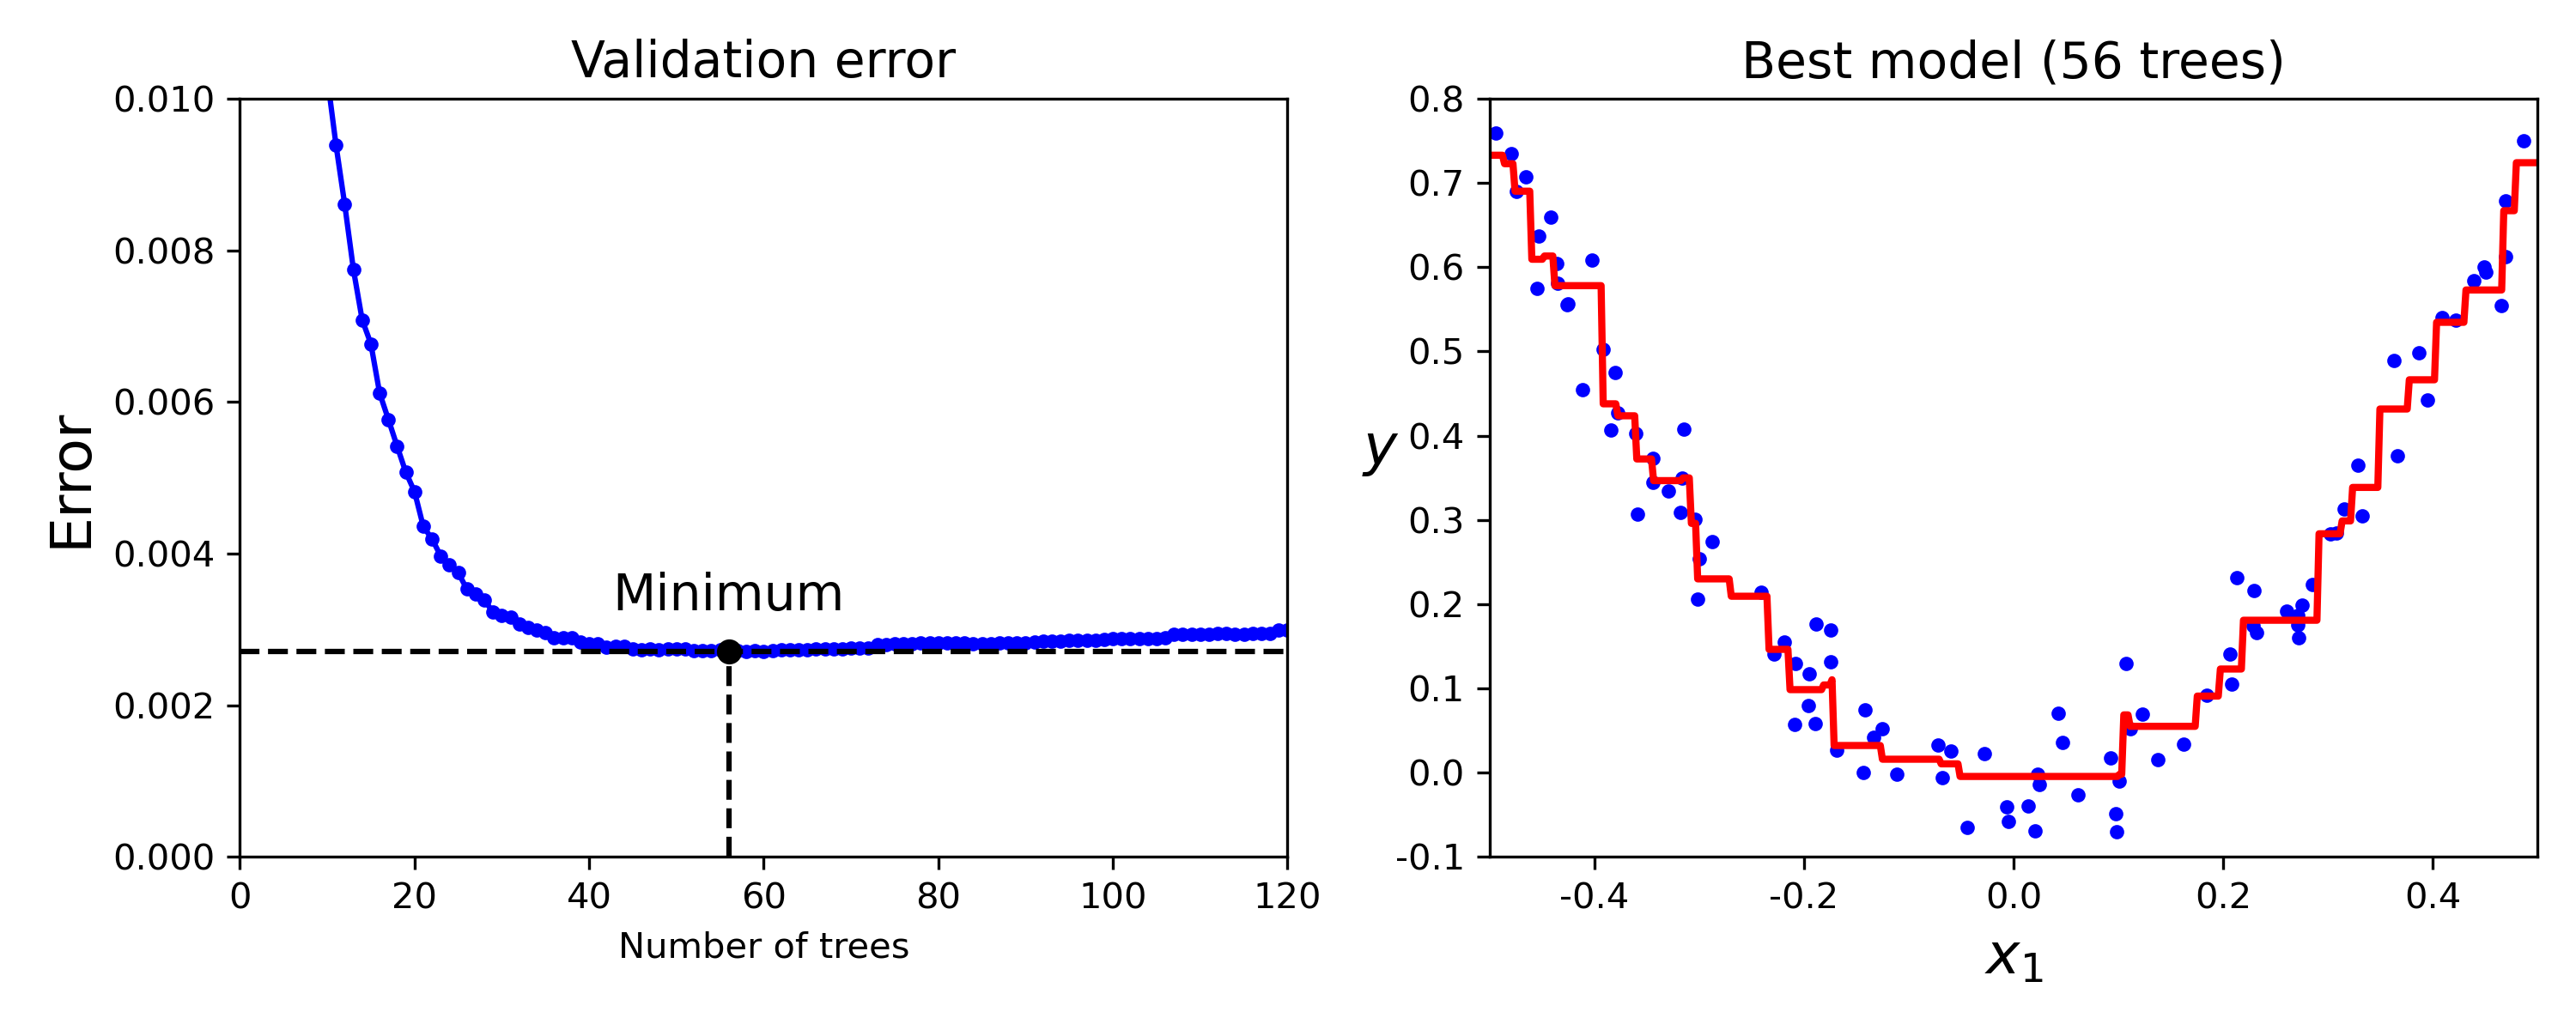 Validation error
0.010
0.008
0.006
0.004
0.002
0.000
Error
Minimum
0 20 40 60 80 100 120
Number of trees
Best model (56 trees)
0.8
0.7
0.6
0.5
0.4
0.3
0.2
0.1
0.0
-0.1
y
-0.4 -0.2 0.0 0.2 0.4
x₁